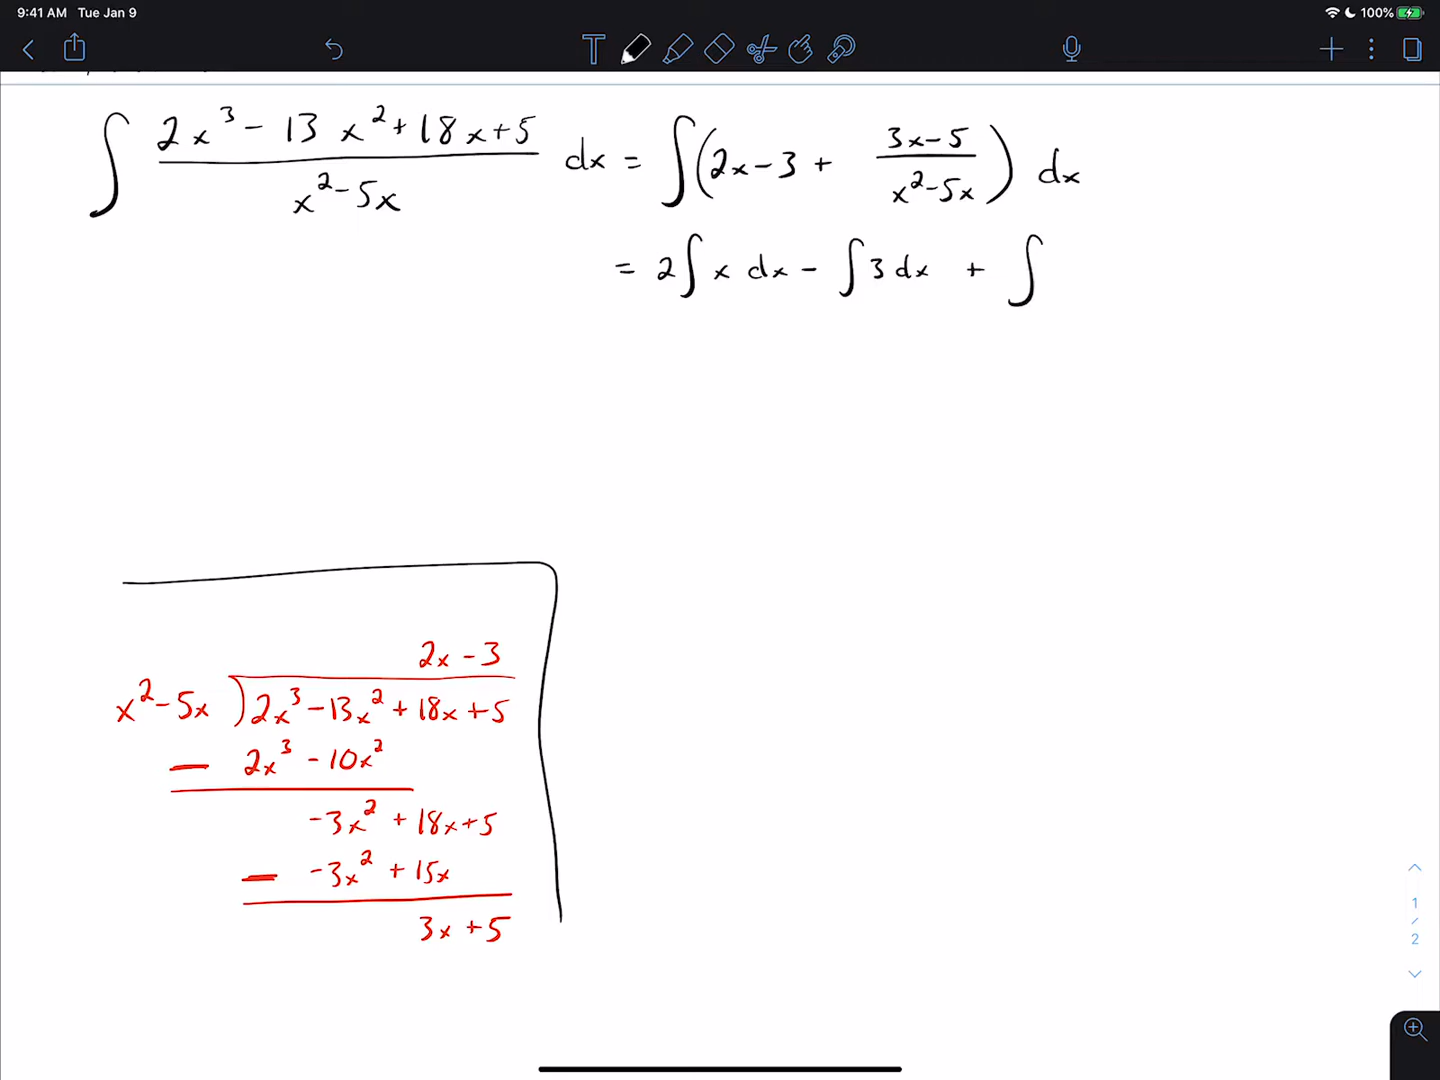 9:41 AM Tue Jan 9
100%
∫ (2x³ − 13x² + 18x + 5)/(x² − 5x) dx = ∫(2x − 3 + (3x − 5)/(x² − 5x)) dx
= 2∫x dx − ∫3 dx + ∫
2x − 3
x² − 5x ) 2x³ − 13x² + 18x + 5
− 2x³ − 10x²
−3x² + 18x + 5
− −3x² + 15x
3x + 5
1
/
2